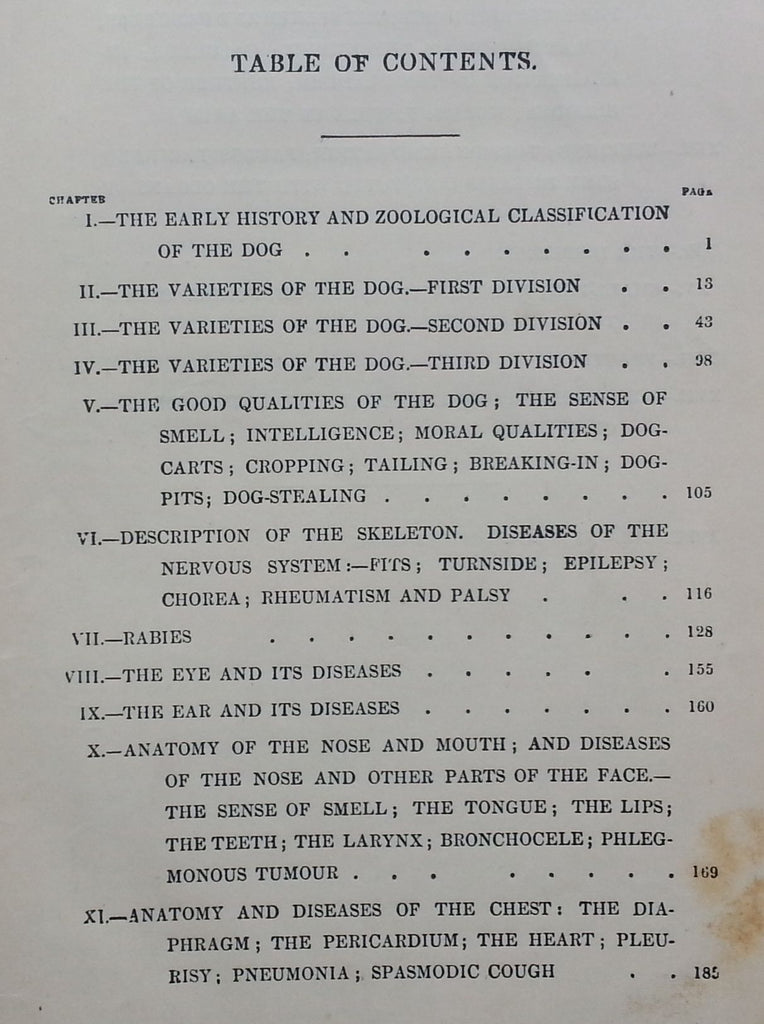 TABLE OF CONTENTS.
CHAPTER PAGE
I.—THE EARLY HISTORY AND ZOOLOGICAL CLASSIFICATION
OF THE DOG . . . . . . . . . 1
II.—THE VARIETIES OF THE DOG.—FIRST DIVISION . . 13
III.—THE VARIETIES OF THE DOG.—SECOND DIVISION . . 43
IV.—THE VARIETIES OF THE DOG.—THIRD DIVISION . . 98
V.—THE GOOD QUALITIES OF THE DOG; THE SENSE OF
SMELL; INTELLIGENCE; MORAL QUALITIES; DOG-
CARTS; CROPPING; TAILING; BREAKING-IN; DOG-
PITS; DOG-STEALING . . . . . . . . 105
VI.—DESCRIPTION OF THE SKELETON. DISEASES OF THE
NERVOUS SYSTEM:—FITS; TURNSIDE; EPILEPSY;
CHOREA; RHEUMATISM AND PALSY . . . 116
VII.—RABIES . . . . . . . . . . . . 128
VIII.—THE EYE AND ITS DISEASES . . . . . . 155
IX.—THE EAR AND ITS DISEASES . . . . . . . 160
X.—ANATOMY OF THE NOSE AND MOUTH; AND DISEASES
OF THE NOSE AND OTHER PARTS OF THE FACE.—
THE SENSE OF SMELL; THE TONGUE; THE LIPS;
THE TEETH; THE LARYNX; BRONCHOCELE; PHLEG-
MONOUS TUMOUR . . . . . . . . 169
XI.—ANATOMY AND DISEASES OF THE CHEST: THE DIA-
PHRAGM; THE PERICARDIUM; THE HEART; PLEU-
RISY; PNEUMONIA; SPASMODIC COUGH . . 185